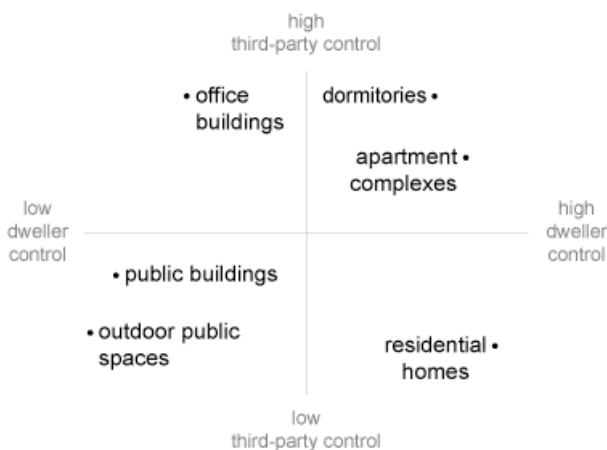 high
third-party control
• office
buildings
dormitories •
apartment •
complexes
low
dweller
control
high
dweller
control
• public buildings
• outdoor public
spaces
residential •
homes
low
third-party control